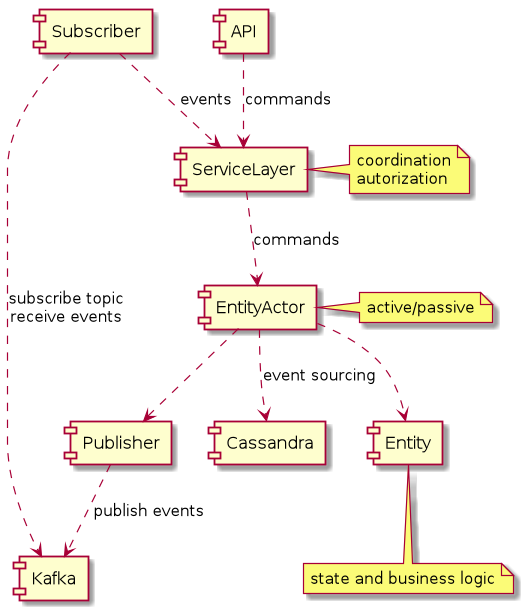 Subscriber
API
events
commands
ServiceLayer
coordination
autorization
commands
subscribe topic
receive events
EntityActor
active/passive
event sourcing
Publisher
Cassandra
Entity
publish events
Kafka
state and business logic